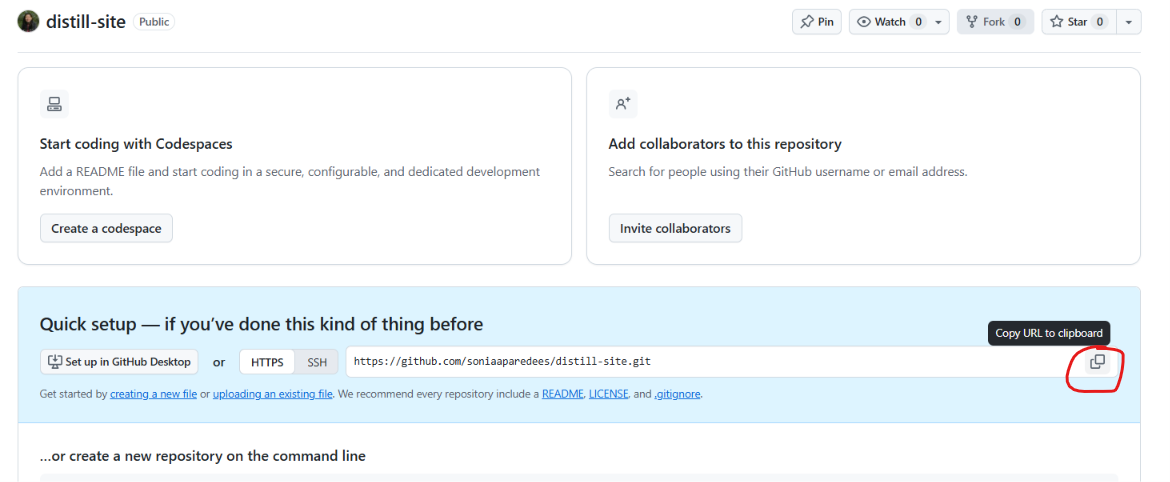 distill-site Public
Pin Watch 0 Fork 0 Star 0
Start coding with Codespaces
Add a README file and start coding in a secure, configurable, and dedicated development
environment.
Create a codespace
Add collaborators to this repository
Search for people using their GitHub username or email address.
Invite collaborators
Quick setup — if you’ve done this kind of thing before
Copy URL to clipboard
Set up in GitHub Desktop or HTTPS SSH https://github.com/soniaaparedees/distill-site.git
Get started by creating a new file or uploading an existing file. We recommend every repository include a README, LICENSE, and .gitignore.
…or create a new repository on the command line